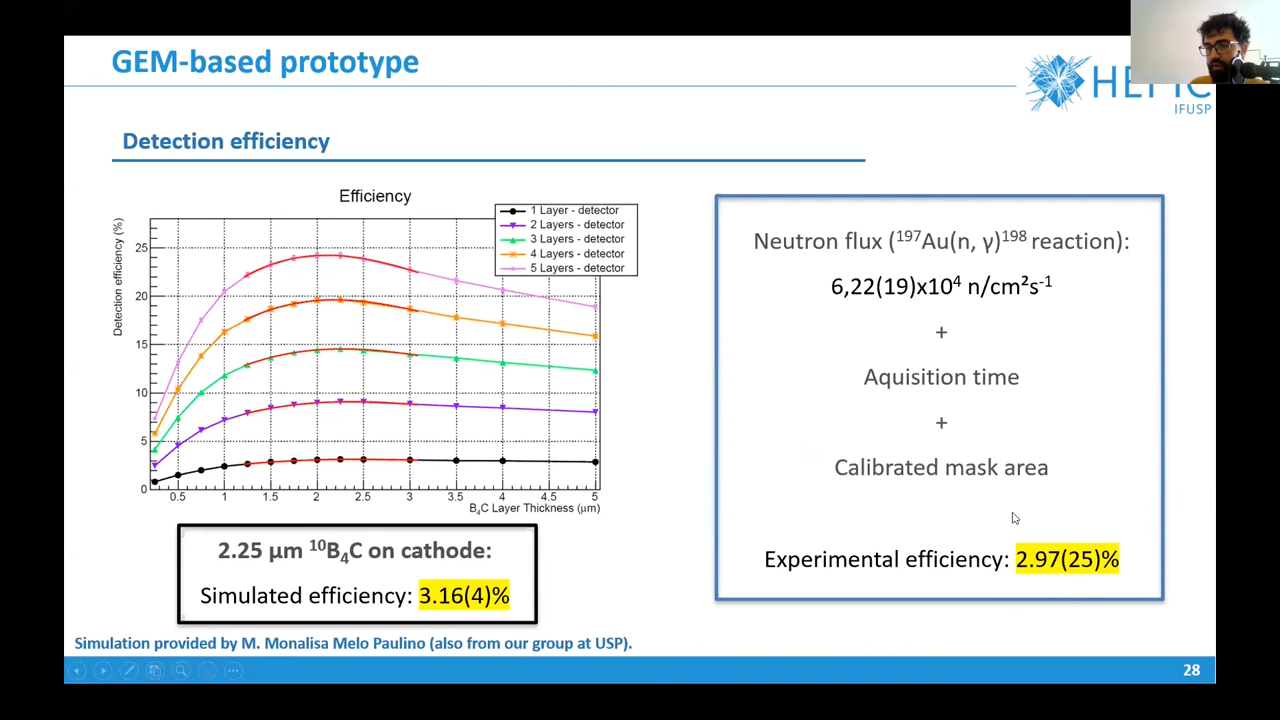 GEM-based prototype
IFUSP
Detection efficiency
Efficiency
1 Layer - detector
2 Layers - detector
3 Layers - detector
4 Layers - detector
5 Layers - detector
Detection efficiency (%)
25
20
15
10
5
0
0.5 1 1.5 2 2.5 3 3.5 4 4.5 5
B₄C Layer Thickness (μm)
2.25 μm ¹⁰B₄C on cathode:
Simulated efficiency: 3.16(4)%
Simulation provided by M. Monalisa Melo Paulino (also from our group at USP).
Neutron flux (¹⁹⁷Au(n, γ)¹⁹⁸ reaction):
6,22(19)x10⁴ n/cm²s⁻¹
+
Aquisition time
+
Calibrated mask area
Experimental efficiency: 2.97(25)%
28